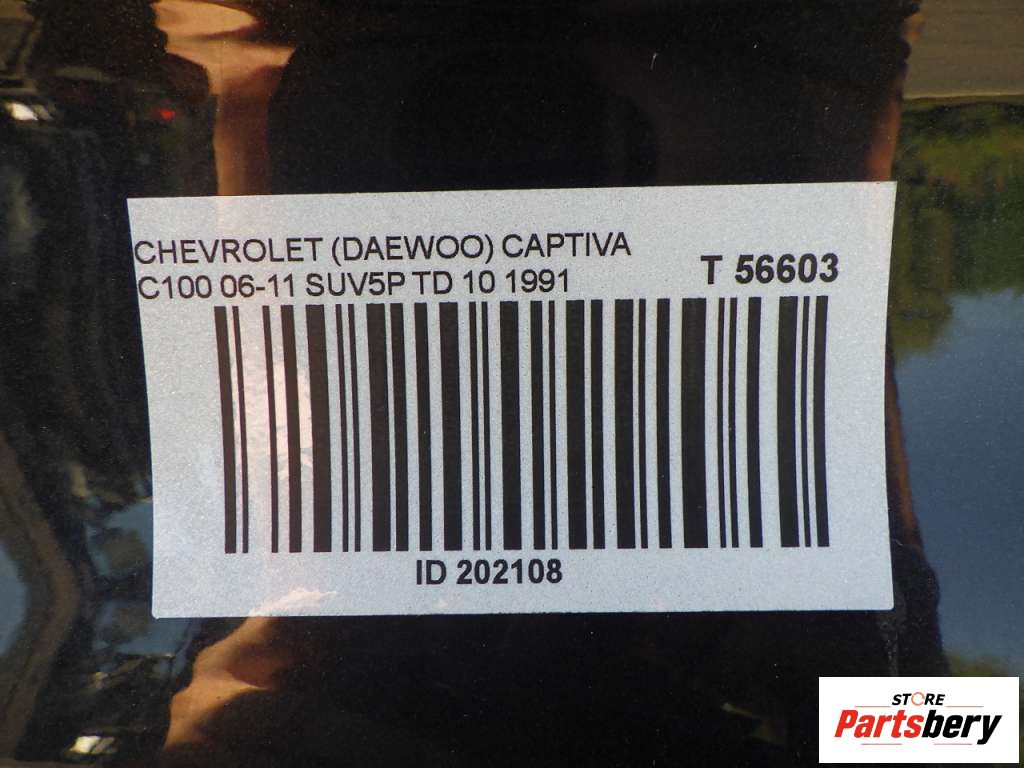 CHEVROLET (DAEWOO) CAPTIVA
C100 06-11 SUV5P TD 10 1991
T 56603
ID 202108
STORE
Partsbery